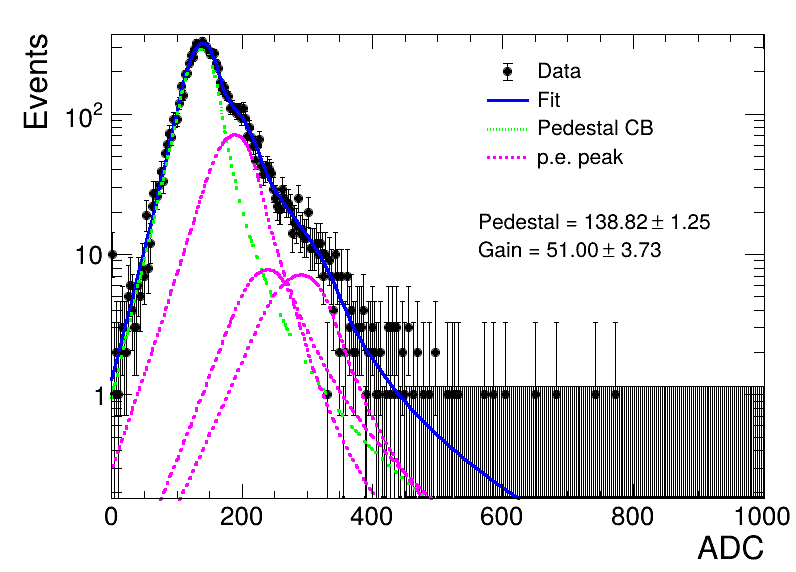 Events
Data
Fit
Pedestal CB
p.e. peak
Pedestal = 138.82 ± 1.25
Gain = 51.00 ± 3.73
10²
10
1
0 200 400 600 800 1000
ADC